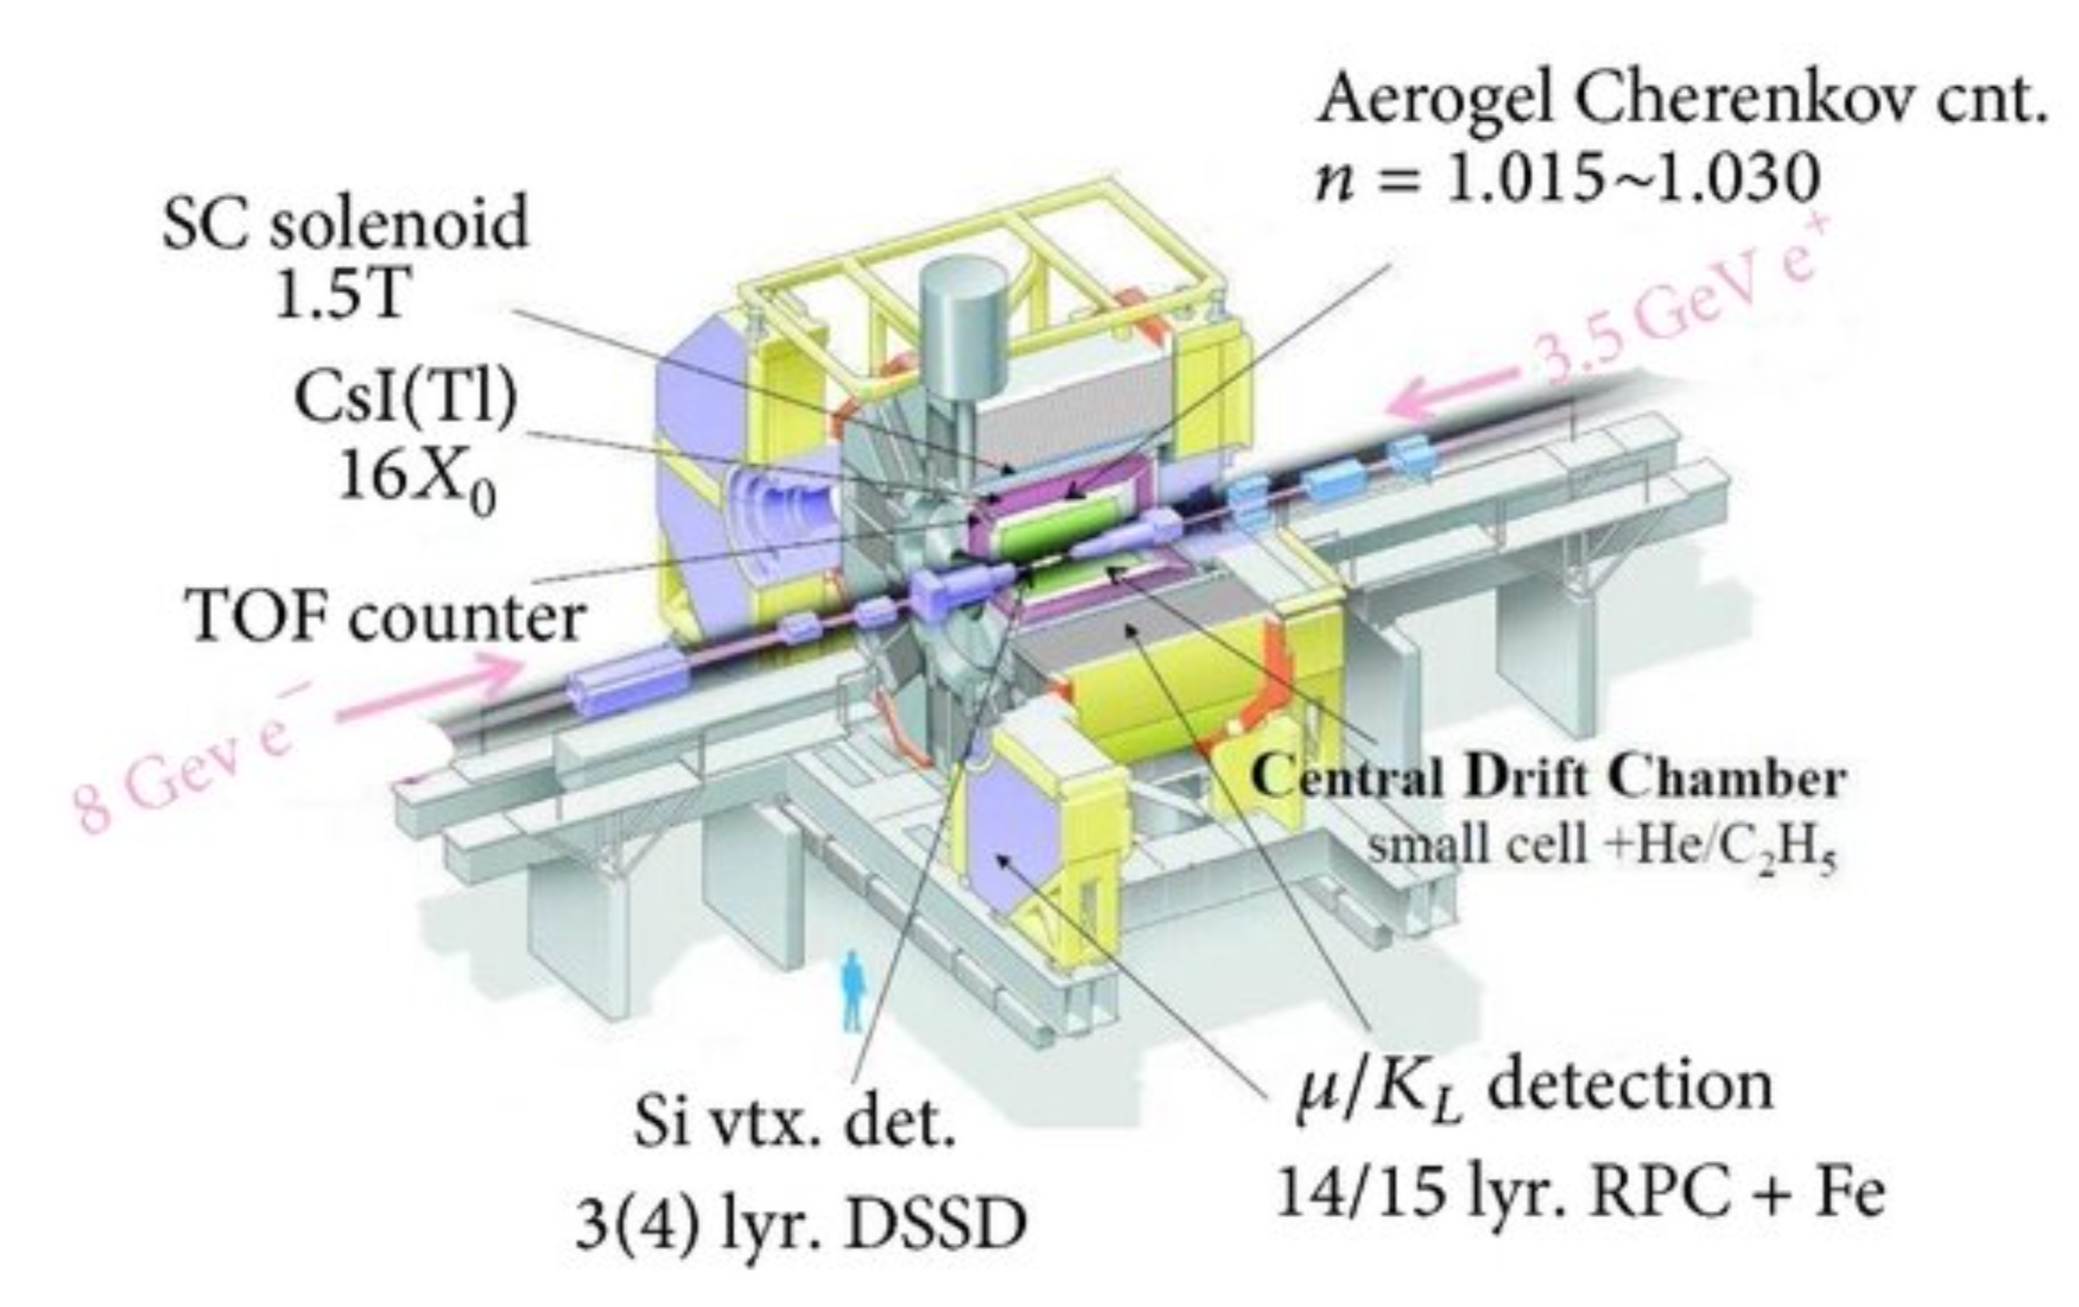 Aerogel Cherenkov cnt.
n = 1.015~1.030
SC solenoid
1.5T
3.5 GeV e⁺
CsI(Tl)
16X₀
TOF counter
8 Gev e⁻
Central Drift Chamber
small cell +He/C₂H₅
Si vtx. det.
3(4) lyr. DSSD
μ/K_L detection
14/15 lyr. RPC + Fe